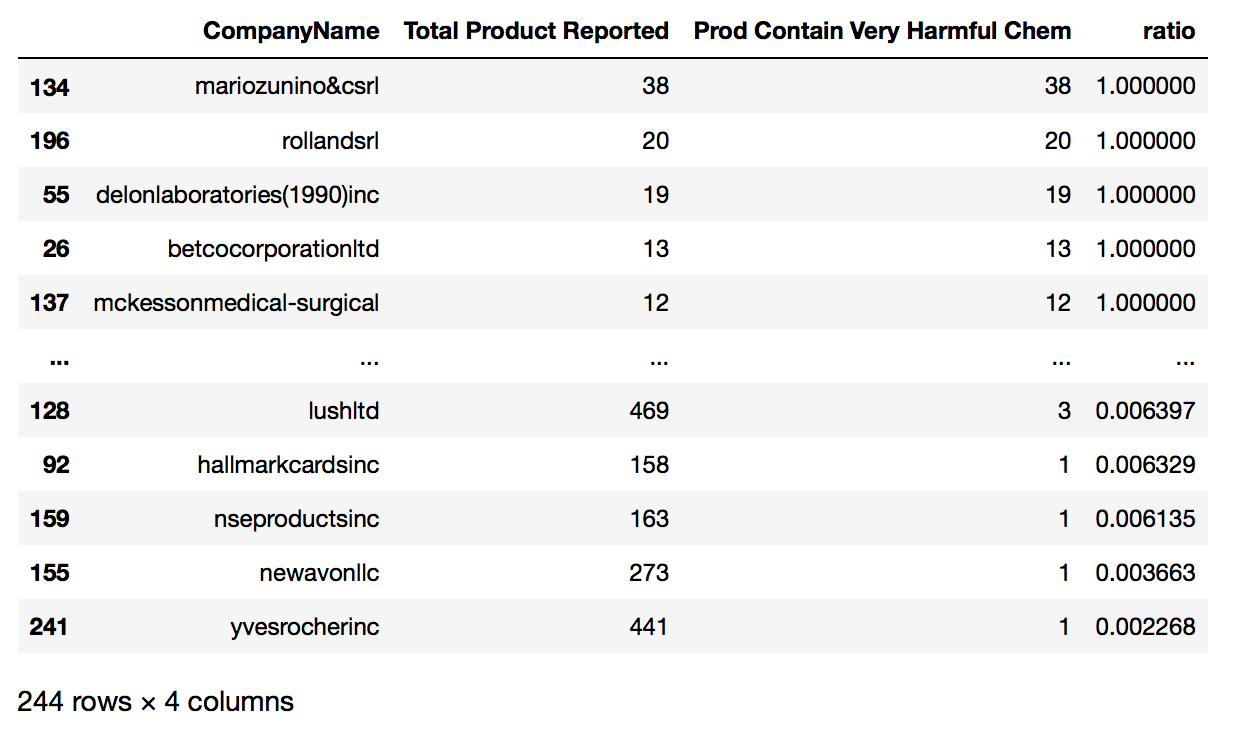 CompanyName Total Product Reported Prod Contain Very Harmful Chem ratio
134 mariozunino&csrl 38 38 1.000000
196 rollandsrl 20 20 1.000000
55 delonlaboratories(1990)inc 19 19 1.000000
26 betcocorporationltd 13 13 1.000000
137 mckessonmedical-surgical 12 12 1.000000
... ... ... ... ...
128 lushltd 469 3 0.006397
92 hallmarkcardsinc 158 1 0.006329
159 nseproductsinc 163 1 0.006135
155 newavonllc 273 1 0.003663
241 yvesrocherinc 441 1 0.002268
244 rows × 4 columns